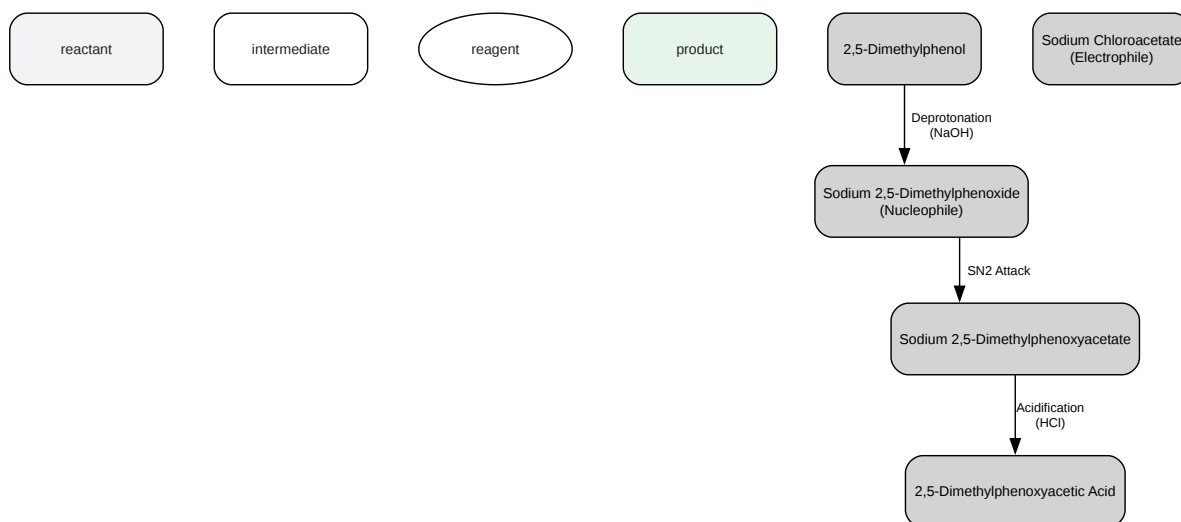 reactant
intermediate
reagent
product
2,5-Dimethylphenol
Sodium Chloroacetate
(Electrophile)
Deprotonation
(NaOH)
Sodium 2,5-Dimethylphenoxide
(Nucleophile)
SN2 Attack
Sodium 2,5-Dimethylphenoxyacetate
Acidification
(HCl)
2,5-Dimethylphenoxyacetic Acid